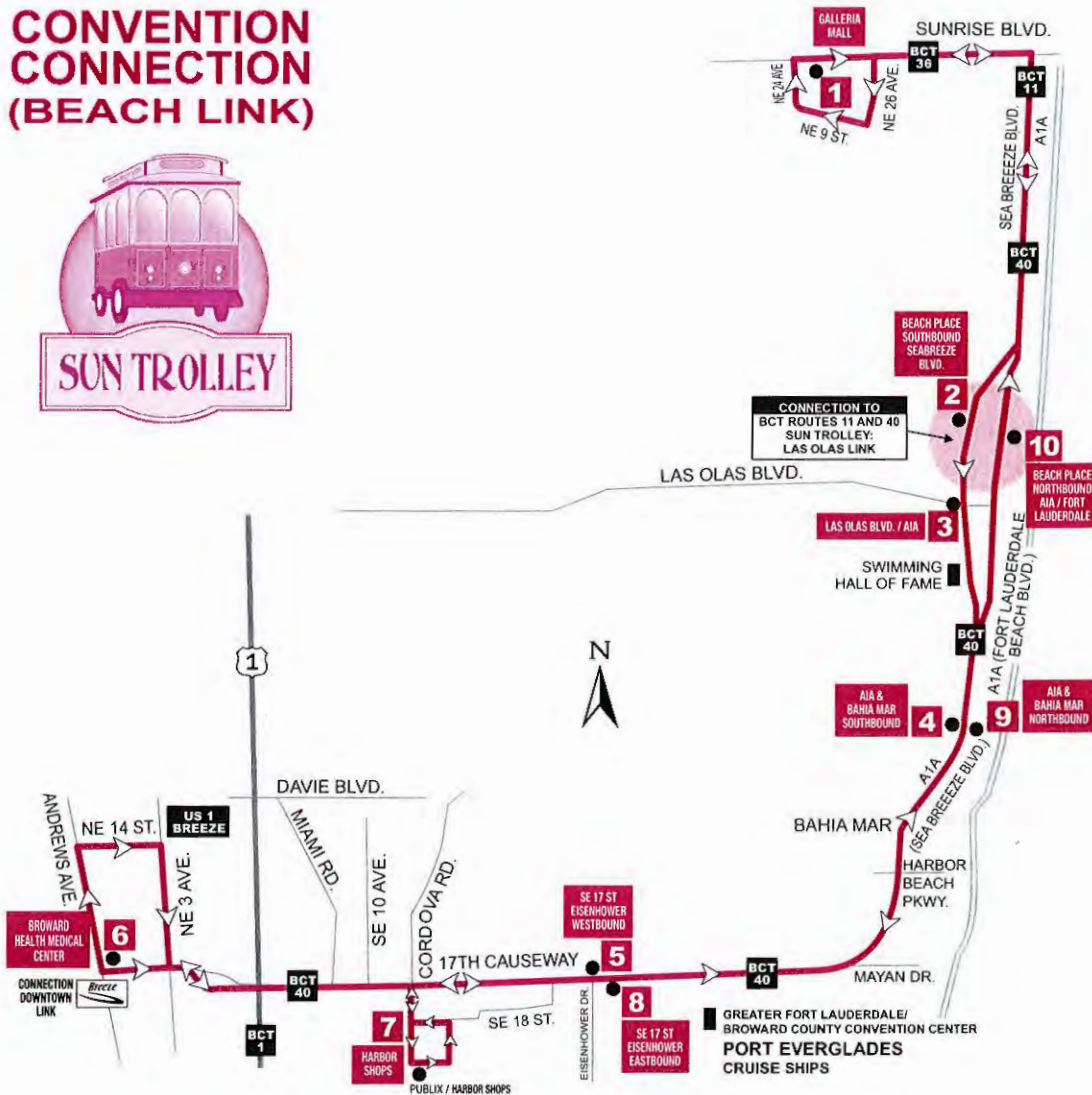 CONVENTION
CONNECTION
(BEACH LINK)
SUN TROLLEY
GALLERIA
MALL
SUNRISE BLVD.
BCT
36
BCT
11
NE 24 AVE
1
NE 26 AVE.
NE 9 ST.
SEA BREEEZE BLVD.
A1A
BCT
40
BEACH PLACE
SOUTHBOUND
SEABREEZE
BLVD.
2
CONNECTION TO
BCT ROUTES 11 AND 40
SUN TROLLEY:
LAS OLAS LINK
10
BEACH PLACE
NORTHBOUND
AIA / FORT
LAUDERDALE
LAS OLAS BLVD.
LAS OLAS BLVD. / AIA
3
SWIMMING
HALL OF FAME
A1A (FORT LAUDERDALE
BEACH BLVD.)
BCT
40
1
N
AIA &
BAHIA MAR
SOUTHBOUND
4
9
AIA &
BAHIA MAR
NORTHBOUND
A1A
(SEA BREEEZE BLVD.)
BAHIA MAR
HARBOR
BEACH
PKWY.
MAYAN DR.
DAVIE BLVD.
ANDREWS AVE.
NE 14 ST.
US 1
BREEZE
NE 3 AVE.
MIAMI RD.
SE 10 AVE.
CORDOVA RD.
BROWARD
HEALTH MEDICAL
CENTER
6
CONNECTION
DOWNTOWN
LINK
Breeze
BCT
40
BCT
1
17TH CAUSEWAY
SE 17 ST
EISENHOWER
WESTBOUND
5
BCT
40
7
HARBOR
SHOPS
SE 18 ST.
PUBLIX / HARBOR SHOPS
EISENHOWER DR.
8
SE 17 ST
EISENHOWER
EASTBOUND
GREATER FORT LAUDERDALE/
BROWARD COUNTY CONVENTION CENTER
PORT EVERGLADES
CRUISE SHIPS